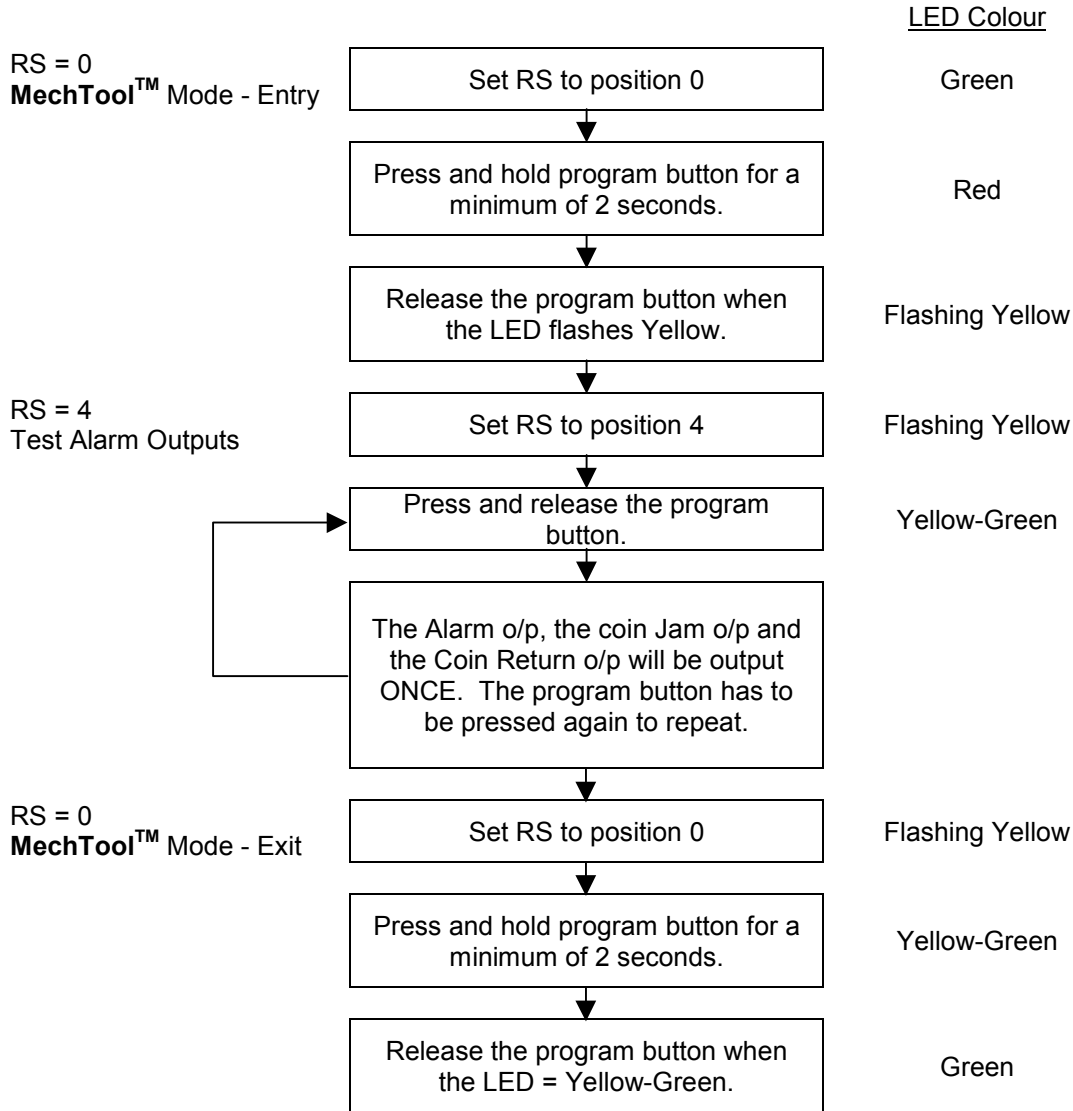 LED Colour
RS = 0
MechTool™ Mode - Entry
Set RS to position 0
Green
Press and hold program button for a
minimum of 2 seconds.
Red
Release the program button when
the LED flashes Yellow.
Flashing Yellow
RS = 4
Test Alarm Outputs
Set RS to position 4
Flashing Yellow
Press and release the program
button.
Yellow-Green
The Alarm o/p, the coin Jam o/p and
the Coin Return o/p will be output
ONCE.  The program button has to
be pressed again to repeat.
RS = 0
MechTool™ Mode - Exit
Set RS to position 0
Flashing Yellow
Press and hold program button for a
minimum of 2 seconds.
Yellow-Green
Release the program button when
the LED = Yellow-Green.
Green